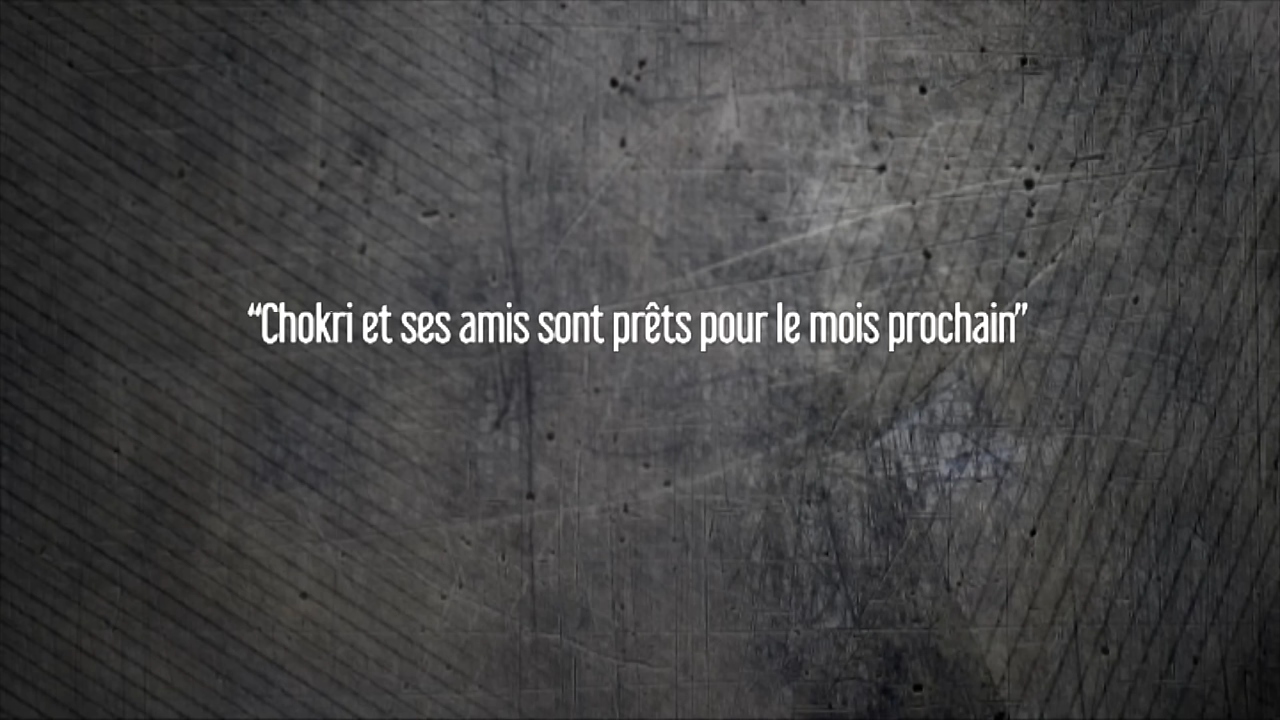 “Chokri et ses amis sont prêts pour le mois prochain”